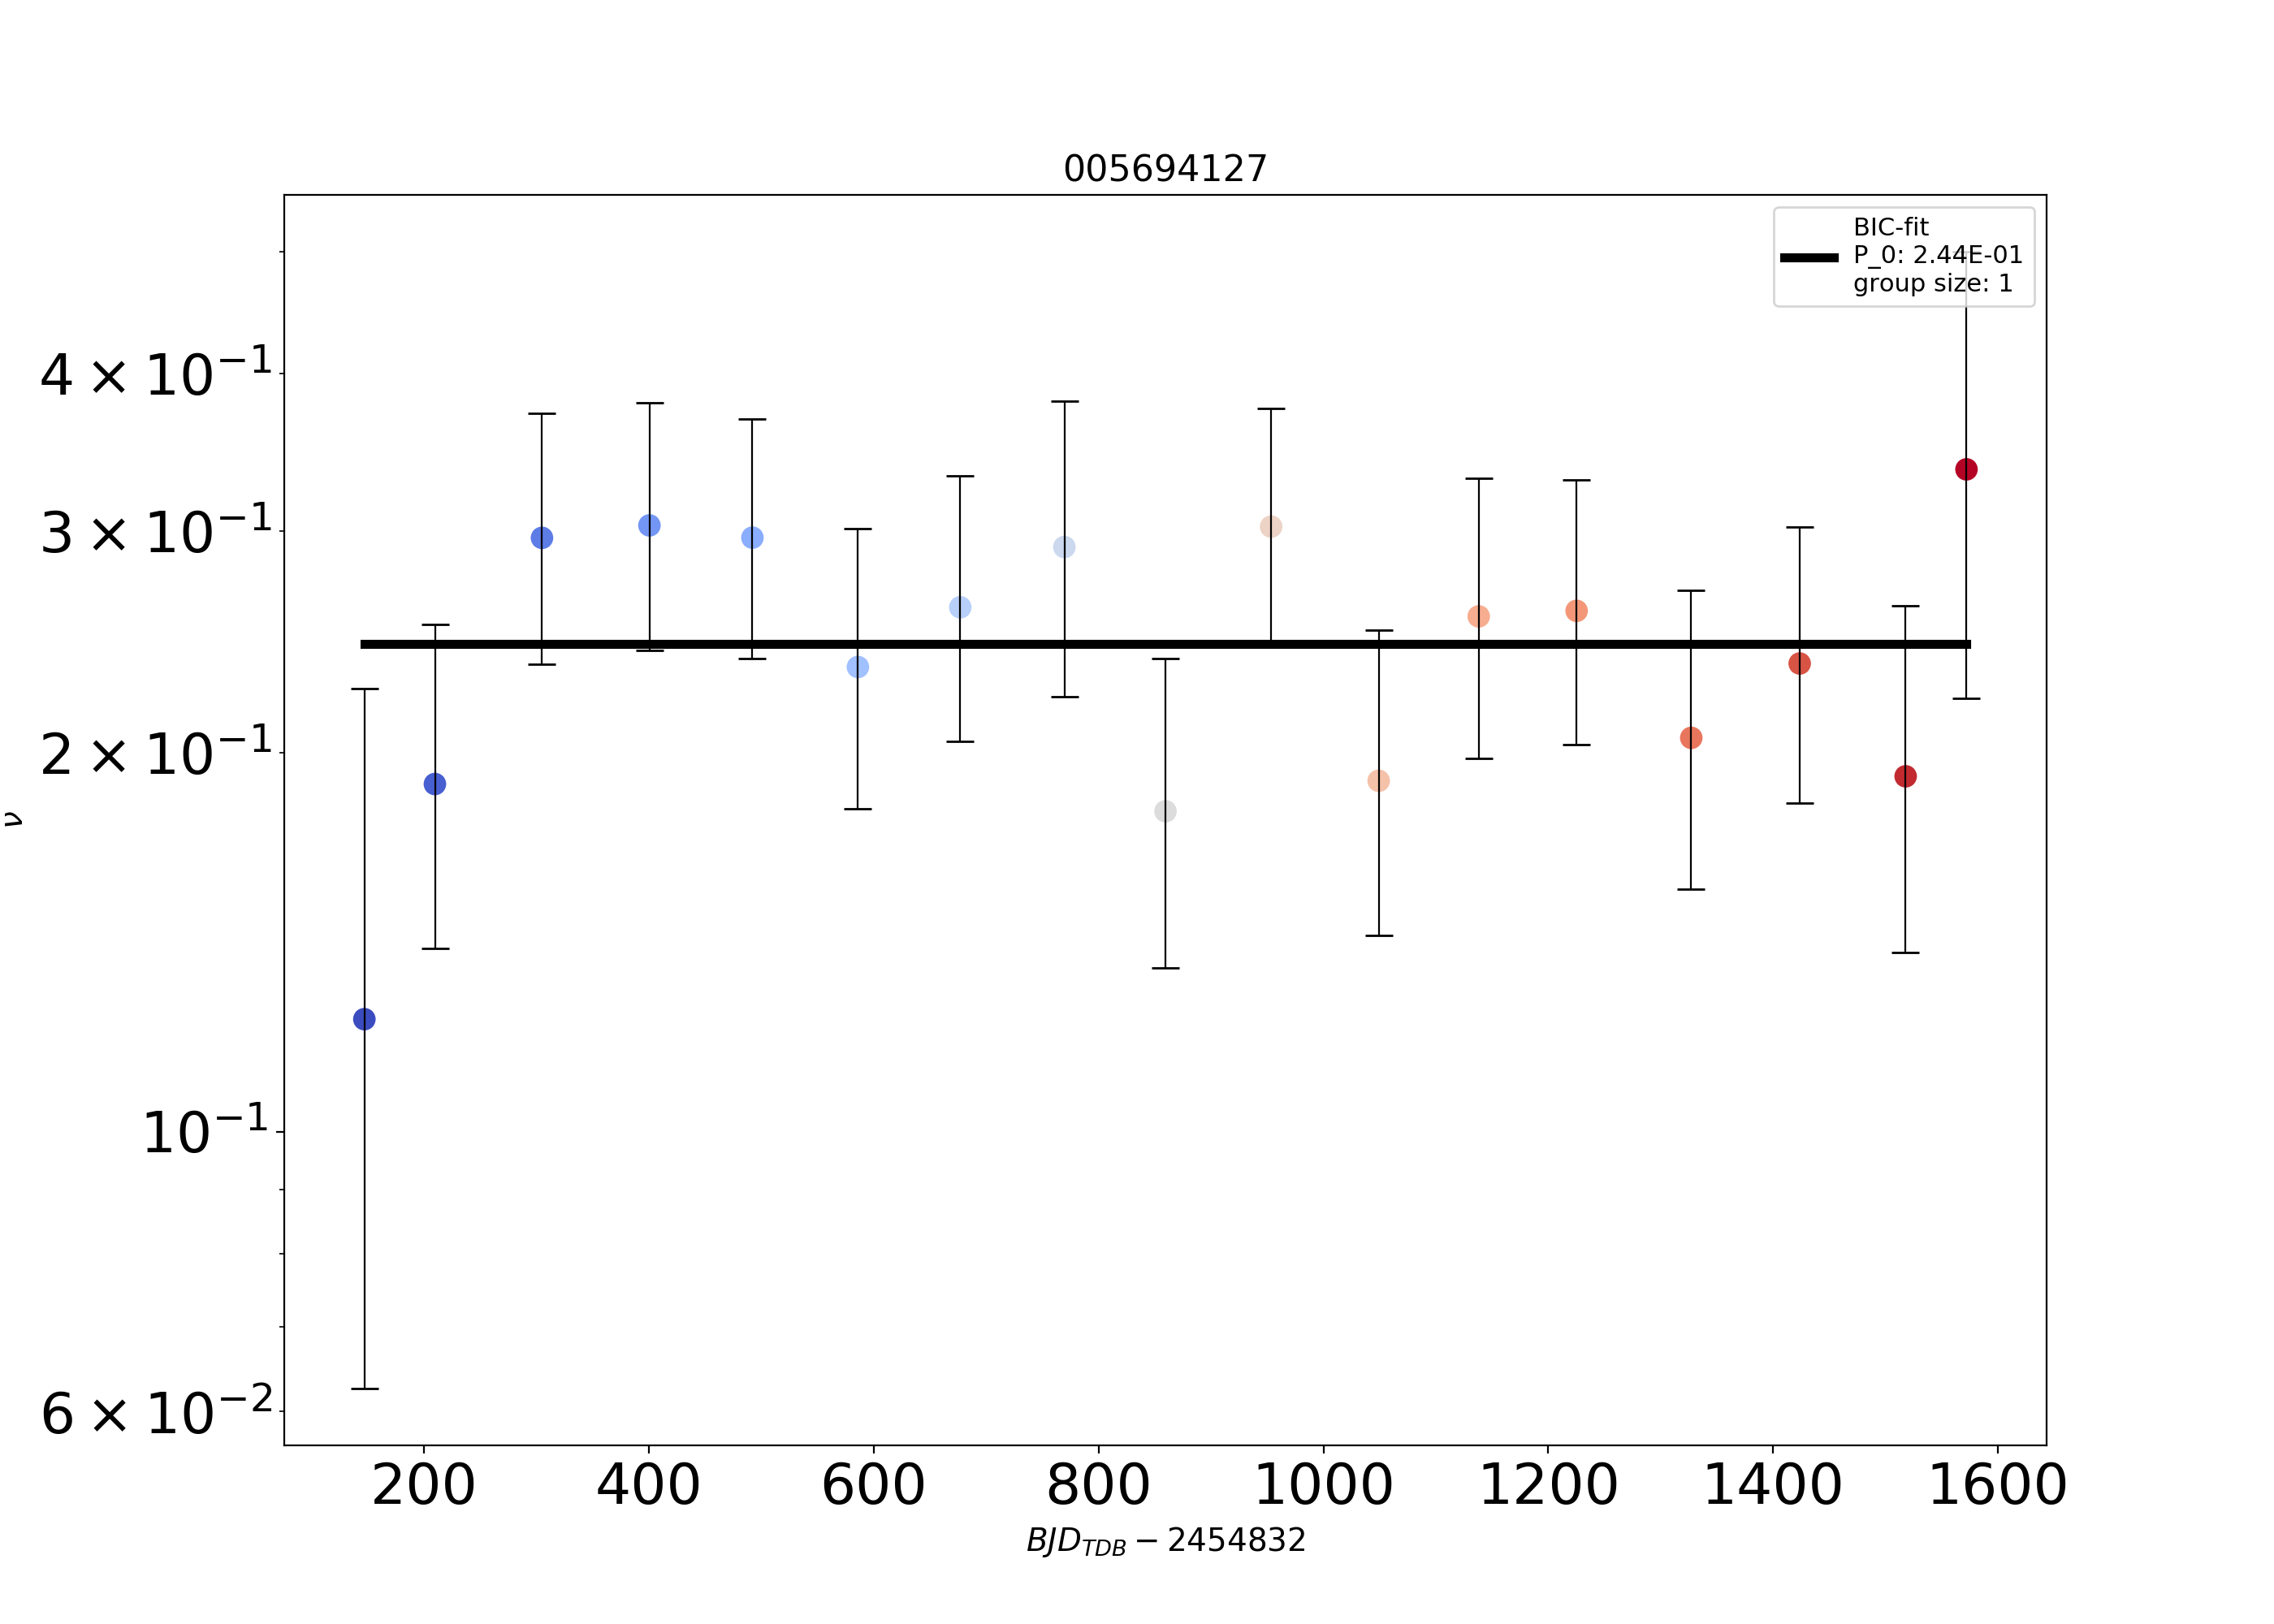 005694127
BIC-fit
P_0: 2.44E-01
group size: 1
4 × 10⁻¹
3 × 10⁻¹
2 × 10⁻¹
10⁻¹
6 × 10⁻²
ν
200 400 600 800 1000 1200 1400 1600
BJD_TDB − 2454832